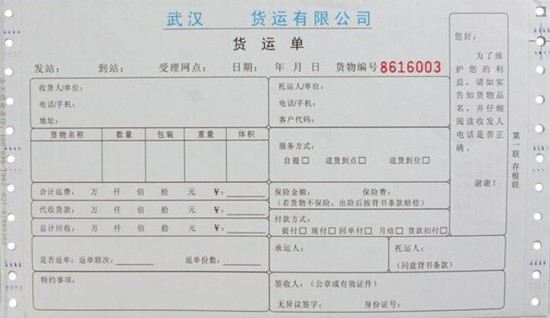 武汉 货运有限公司
货运单
发站： 到站： 受理网点： 日期： 年 月 日 货物编号 8616003
收货人/单位：
电话/手机：
地址：
托运人/单位：
电话/手机：
客户代码：
货物名称 数量 包装 重量 体积
服务方式：
自提 送货到点 送货到位
合计运费： 万 仟 佰 拾 元 ￥：
代收货款： 万 仟 佰 拾 元 ￥：
总计应收： 万 仟 佰 拾 元 ￥：
保险金额： 保险费：
（若货物不保险，出险后按背书条款赔偿）
付款方式：
提付 现付 回单付 月结 货款扣付
是否返单：返单联次： 返单份数：
承运人： 托运人：
（同意背书条款）
特约事项：
签收人：（公章或有效证件）
无异议签字： 身份证号：
您好：
为了维
护您的利
益，请如实
告知货物品
名，并仔细
阅读收发人
电话是否正
确。
谢谢！
第一联 存根联